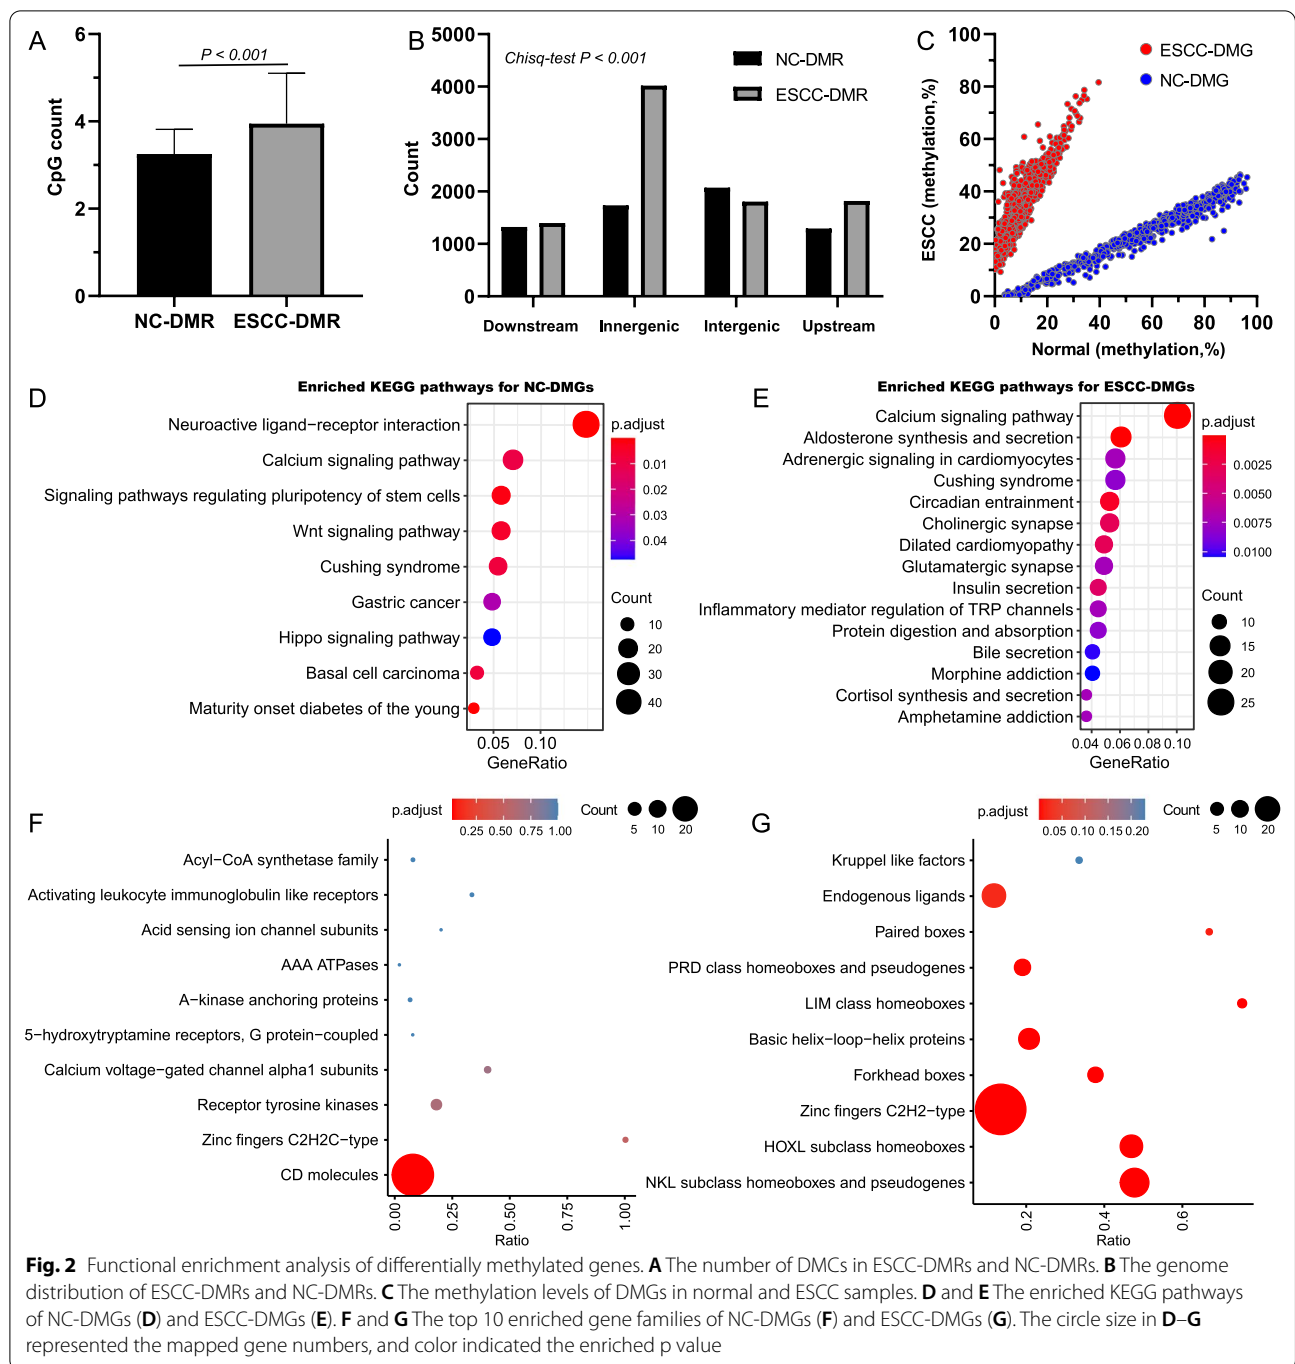 A
6
4
2
0
CpG count
P < 0.001
NC-DMR
ESCC-DMR
B
5000
4000
3000
2000
1000
0
Count
Chisq-test P < 0.001
NC-DMR
ESCC-DMR
Downstream
Innergenic
Intergenic
Upstream
C
100
80
60
40
20
0
ESCC (methylation,%)
ESCC-DMG
NC-DMG
0
20
40
60
80
100
Normal (methylation,%)
D
Enriched KEGG pathways for NC-DMGs
Neuroactive ligand−receptor interaction
Calcium signaling pathway
Signaling pathways regulating pluripotency of stem cells
Wnt signaling pathway
Cushing syndrome
Gastric cancer
Hippo signaling pathway
Basal cell carcinoma
Maturity onset diabetes of the young
0.05
0.10
GeneRatio
p.adjust
0.01
0.02
0.03
0.04
Count
10
20
30
40
E
Enriched KEGG pathways for ESCC-DMGs
Calcium signaling pathway
Aldosterone synthesis and secretion
Adrenergic signaling in cardiomyocytes
Cushing syndrome
Circadian entrainment
Cholinergic synapse
Dilated cardiomyopathy
Glutamatergic synapse
Insulin secretion
Inflammatory mediator regulation of TRP channels
Protein digestion and absorption
Bile secretion
Morphine addiction
Cortisol synthesis and secretion
Amphetamine addiction
0.04 0.06 0.08 0.10
GeneRatio
p.adjust
0.0025
0.0050
0.0075
0.0100
Count
10
15
20
25
F
p.adjust
0.25 0.50 0.75 1.00
Count
5
10
20
Acyl−CoA synthetase family
Activating leukocyte immunoglobulin like receptors
Acid sensing ion channel subunits
AAA ATPases
A−kinase anchoring proteins
5−hydroxytryptamine receptors, G protein−coupled
Calcium voltage−gated channel alpha1 subunits
Receptor tyrosine kinases
Zinc fingers C2H2C−type
CD molecules
0.00
0.25
0.50
0.75
1.00
Ratio
G
p.adjust
0.05 0.10 0.15 0.20
Count
5
10
20
Kruppel like factors
Endogenous ligands
Paired boxes
PRD class homeoboxes and pseudogenes
LIM class homeoboxes
Basic helix−loop−helix proteins
Forkhead boxes
Zinc fingers C2H2−type
HOXL subclass homeoboxes
NKL subclass homeoboxes and pseudogenes
0.2
0.4
0.6
Ratio
Fig. 2 Functional enrichment analysis of differentially methylated genes. A The number of DMCs in ESCC-DMRs and NC-DMRs. B The genome
distribution of ESCC-DMRs and NC-DMRs. C The methylation levels of DMGs in normal and ESCC samples. D and E The enriched KEGG pathways
of NC-DMGs (D) and ESCC-DMGs (E). F and G The top 10 enriched gene families of NC-DMGs (F) and ESCC-DMGs (G). The circle size in D–G
represented the mapped gene numbers, and color indicated the enriched p value